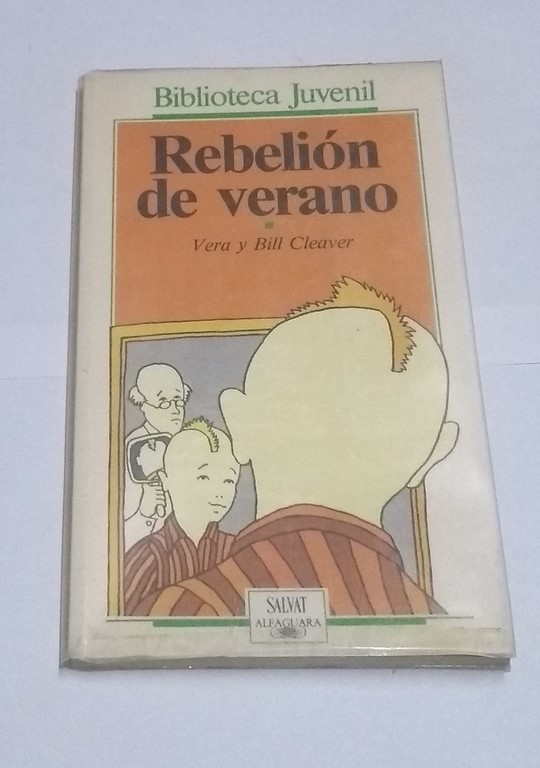 Biblioteca Juvenil
Rebelión
de verano
Vera y Bill Cleaver
SALVAT
ALFAGUARA